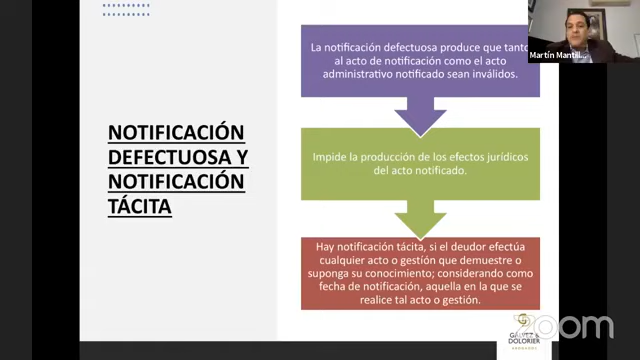 NOTIFICACIÓN
DEFECTUOSA Y
NOTIFICACIÓN
TÁCITA
La notificación defectuosa produce que tanto
al acto de notificación como el acto
administrativo notificado sean inválidos.
Impide la producción de los efectos jurídicos
del acto notificado.
Hay notificación tácita, si el deudor efectúa
cualquier acto o gestión que demuestre o
suponga su conocimiento; considerando como
fecha de notificación, aquella en la que se
realice tal acto o gestión.
Martín Mantill...
GÁLVEZ &
DOLORIER
ABOGADOS
zoom